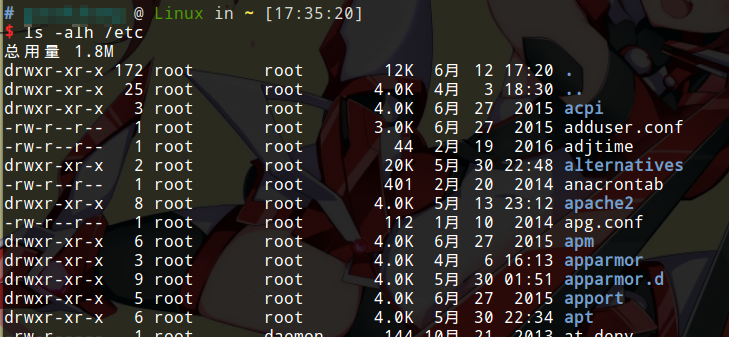 # @ Linux in ~ [17:35:20]
$ ls -alh /etc
总用量 1.8M
drwxr-xr-x 172 root root 12K 6月 12 17:20 .
drwxr-xr-x 25 root root 4.0K 4月 3 18:30 ..
drwxr-xr-x 3 root root 4.0K 6月 27 2015 acpi
-rw-r--r-- 1 root root 3.0K 6月 27 2015 adduser.conf
-rw-r--r-- 1 root root 44 2月 19 2016 adjtime
drwxr-xr-x 2 root root 20K 5月 30 22:48 alternatives
-rw-r--r-- 1 root root 401 2月 20 2014 anacrontab
drwxr-xr-x 8 root root 4.0K 5月 13 23:12 apache2
-rw-r--r-- 1 root root 112 1月 10 2014 apg.conf
drwxr-xr-x 6 root root 4.0K 6月 27 2015 apm
drwxr-xr-x 3 root root 4.0K 4月 6 16:13 apparmor
drwxr-xr-x 9 root root 4.0K 5月 30 01:51 apparmor.d
drwxr-xr-x 5 root root 4.0K 6月 27 2015 apport
drwxr-xr-x 6 root root 4.0K 5月 30 22:34 apt
-rw-r----- 1 root daemon 144 10月 21 2013 at.deny